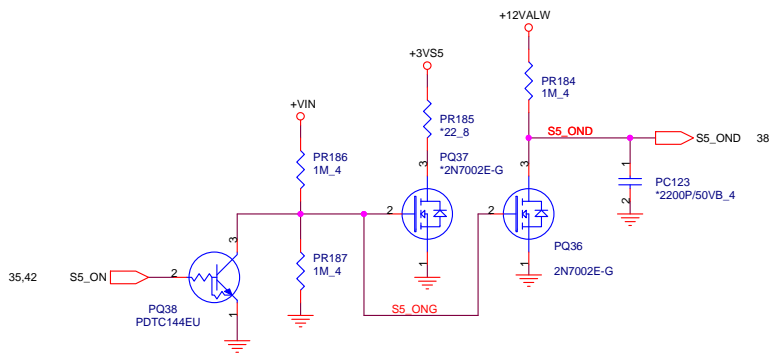 +12VALW
+3VS5
PR184
1M_4
+VIN
PR185
*22_8
S5_OND
S5_OND 38
3
PQ37
*2N7002E-G
3
1
PR186
1M_4
PC123
*2200P/50VB_4
2
2
2
PQ36
2N7002E-G
3
PR187
1M_4
1
1
35,42 S5_ON
2
S5_ONG
PQ38
PDTC144EU
1